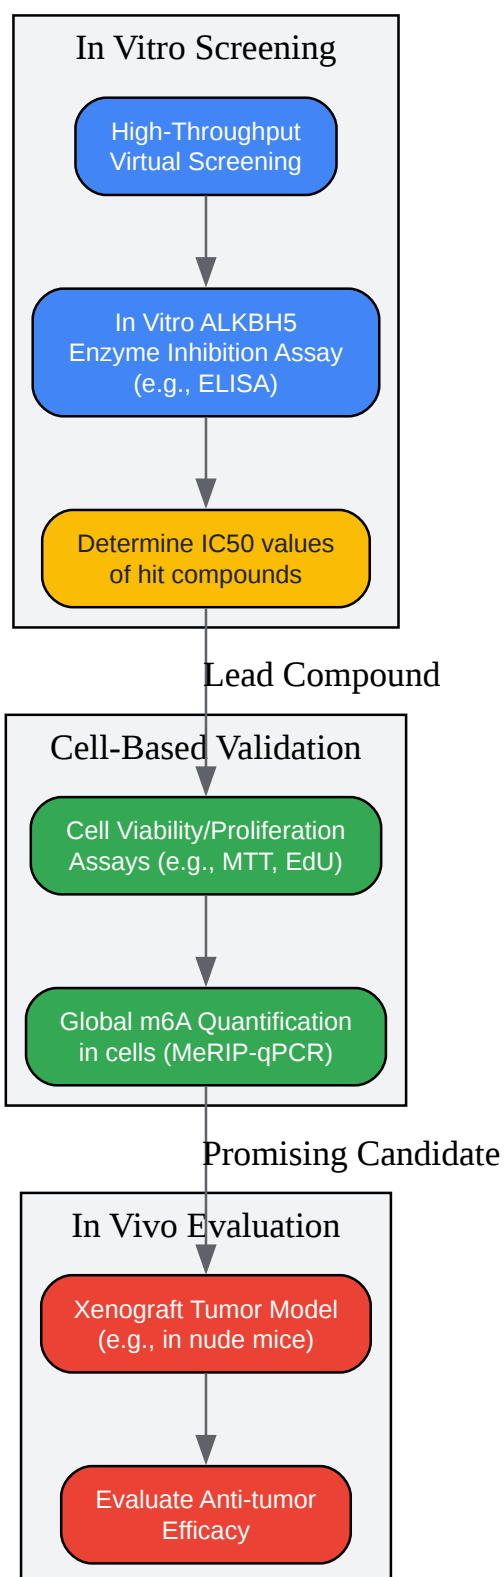 In Vitro Screening
High-Throughput
Virtual Screening
In Vitro ALKBH5
Enzyme Inhibition Assay
(e.g., ELISA)
Determine IC50 values
of hit compounds
Lead Compound
Cell-Based Validation
Cell Viability/Proliferation
Assays (e.g., MTT, EdU)
Global m6A Quantification
in cells (MeRIP-qPCR)
Promising Candidate
In Vivo Evaluation
Xenograft Tumor Model
(e.g., in nude mice)
Evaluate Anti-tumor
Efficacy